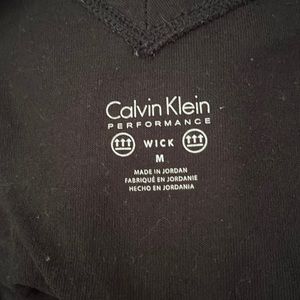 Calvin Klein
PERFORMANCE
WICK
M
MADE IN JORDAN
FABRIQUÉ EN JORDANIE
HECHO EN JORDANIA